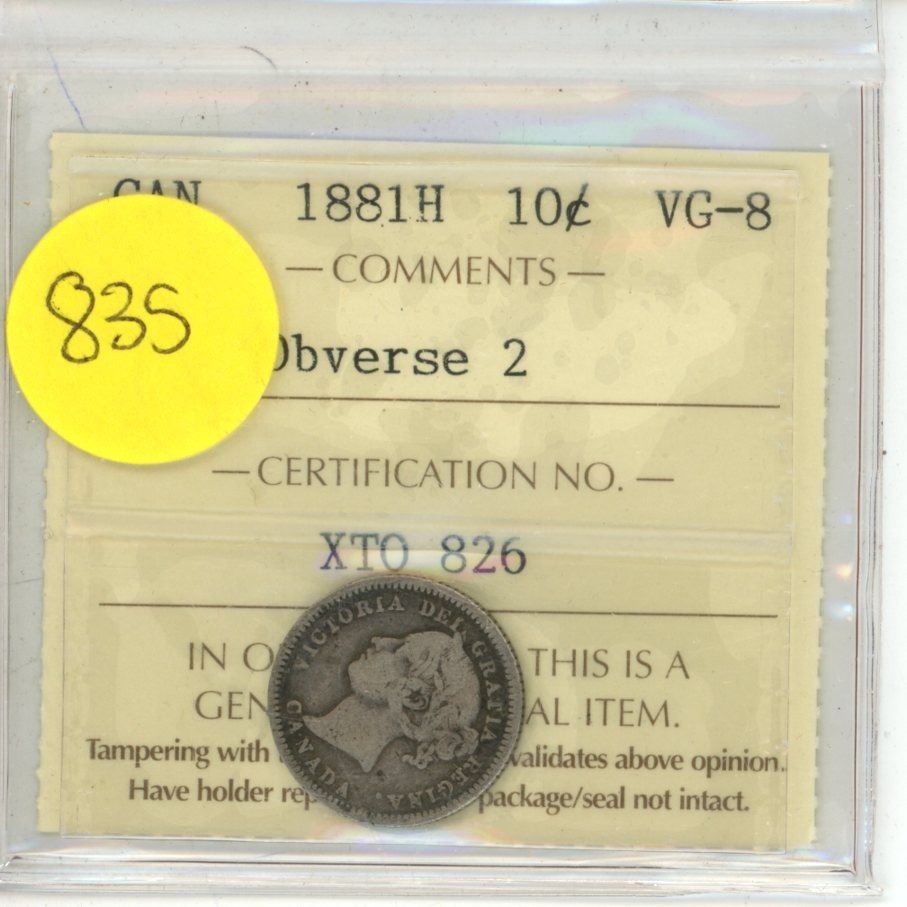 CAN 1881H 10¢ VG-8
— COMMENTS —
835
Obverse 2
— CERTIFICATION NO. —
XTO 826
VICTORIA DEI GRATIA REGINA. CANADA
IN O THIS IS A
GEN AL ITEM.
Tampering with validates above opinion.
Have holder rep package/seal not intact.